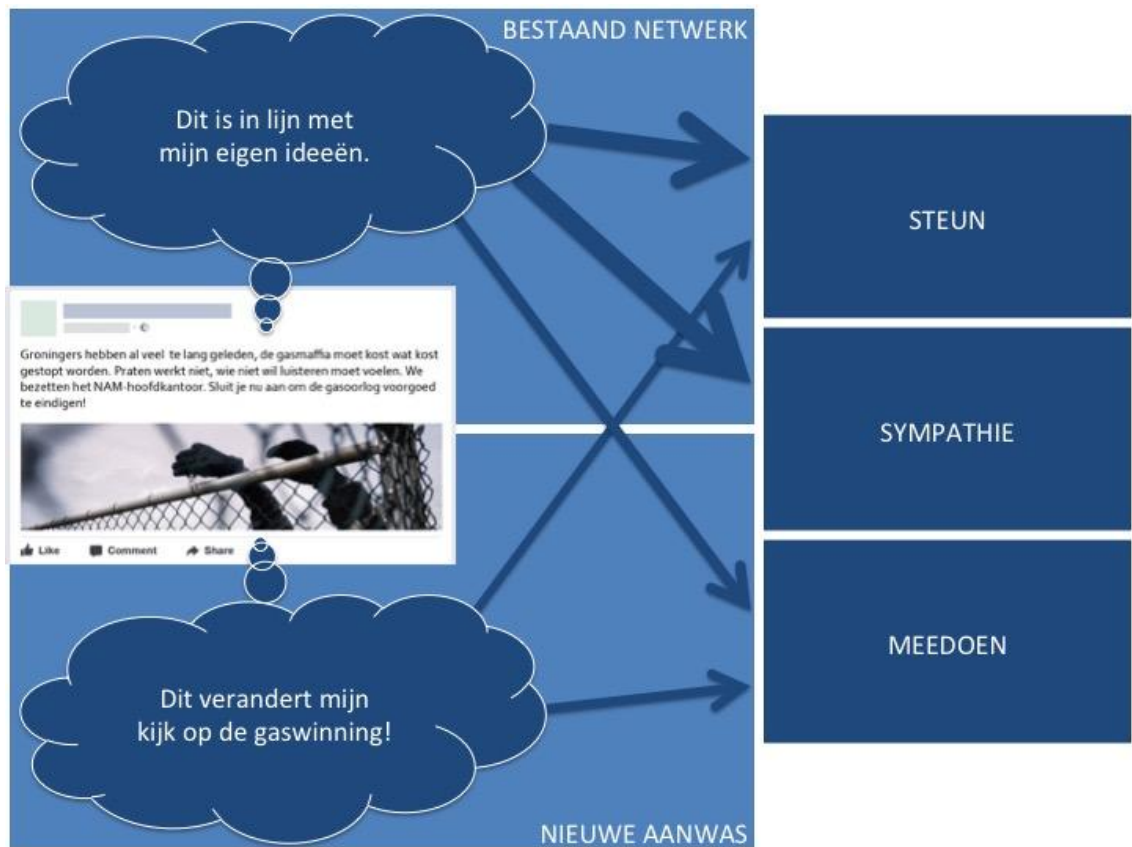 BESTAAND NETWERK
Dit is in lijn met
mijn eigen ideeën.
Groningers hebben al veel te lang geleden, de gasmaffia moet kost wat kost
gestopt worden. Praten werkt niet, wie niet wil luisteren moet voelen. We
bezetten het NAM-hoofdkantoor. Sluit je nu aan om de gasoorlog voorgoed
te eindigen!
Like Comment Share
Dit verandert mijn
kijk op de gaswinning!
NIEUWE AANWAS
STEUN
SYMPATHIE
MEEDOEN